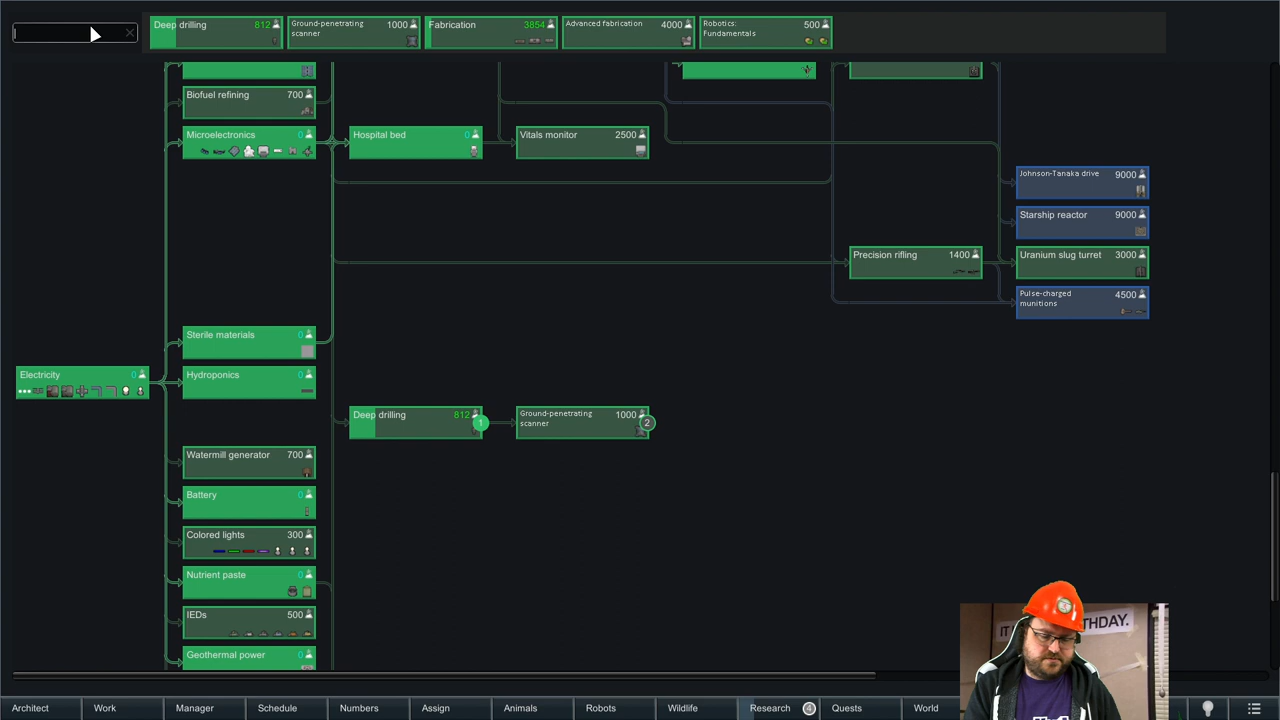 Deep drilling 812
Ground-penetrating scanner 1000
Fabrication 3854
Advanced fabrication 4000
Robotics: Fundamentals 500
Biofuel refining 700
Microelectronics 0
Hospital bed 0
Vitals monitor 2500
Johnson-Tanaka drive 9000
Starship reactor 9000
Precision rifling 1400
Uranium slug turret 3000
Pulse-charged munitions 4500
Sterile materials 0
Electricity 0
Hydroponics 0
Deep drilling 812
1
Ground-penetrating scanner 1000
2
Watermill generator 700
Battery 0
Colored lights 300
Nutrient paste 0
IEDs 500
Geothermal power 0
THDAY.
Architect Work Manager Schedule Numbers Assign Animals Robots Wildlife Research 4 Quests World